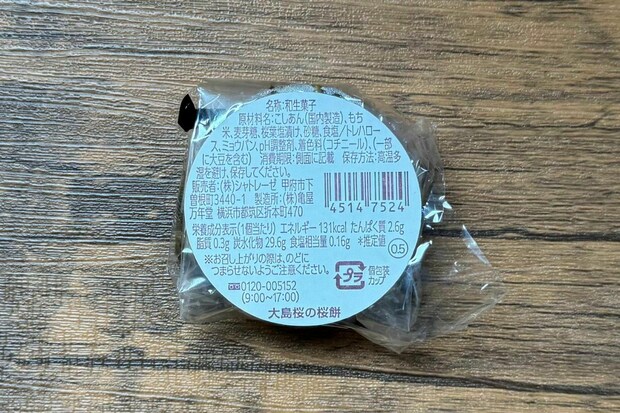 名称:和生菓子
原材料名:こしあん(国内製造)、もち
米、麦芽糖、桜葉塩漬け、砂糖、食塩/トレハロー
ス、ミョウバン、pH調整剤、着色料(コチニール)、(一部
に大豆を含む) 消費期限:側面に記載 保存方法:高温多
湿を避け、保存してください。
販売者:(株)シャトレーゼ 甲府市下
曽根町3440-1 製造所:(株)亀屋
万年堂 横浜市都筑区折本町470
45147524
栄養成分表示(1個当たり) エネルギー 131kcal たんぱく質 2.6g
脂質 0.3g 炭水化物 29.6g 食塩相当量 0.16g *推定値
05
※お召し上がりの際は、のどに
つまらせないようご注意ください。
プラ
個包装
カップ
0120-005152
(9:00~17:00)
大島桜の桜餅